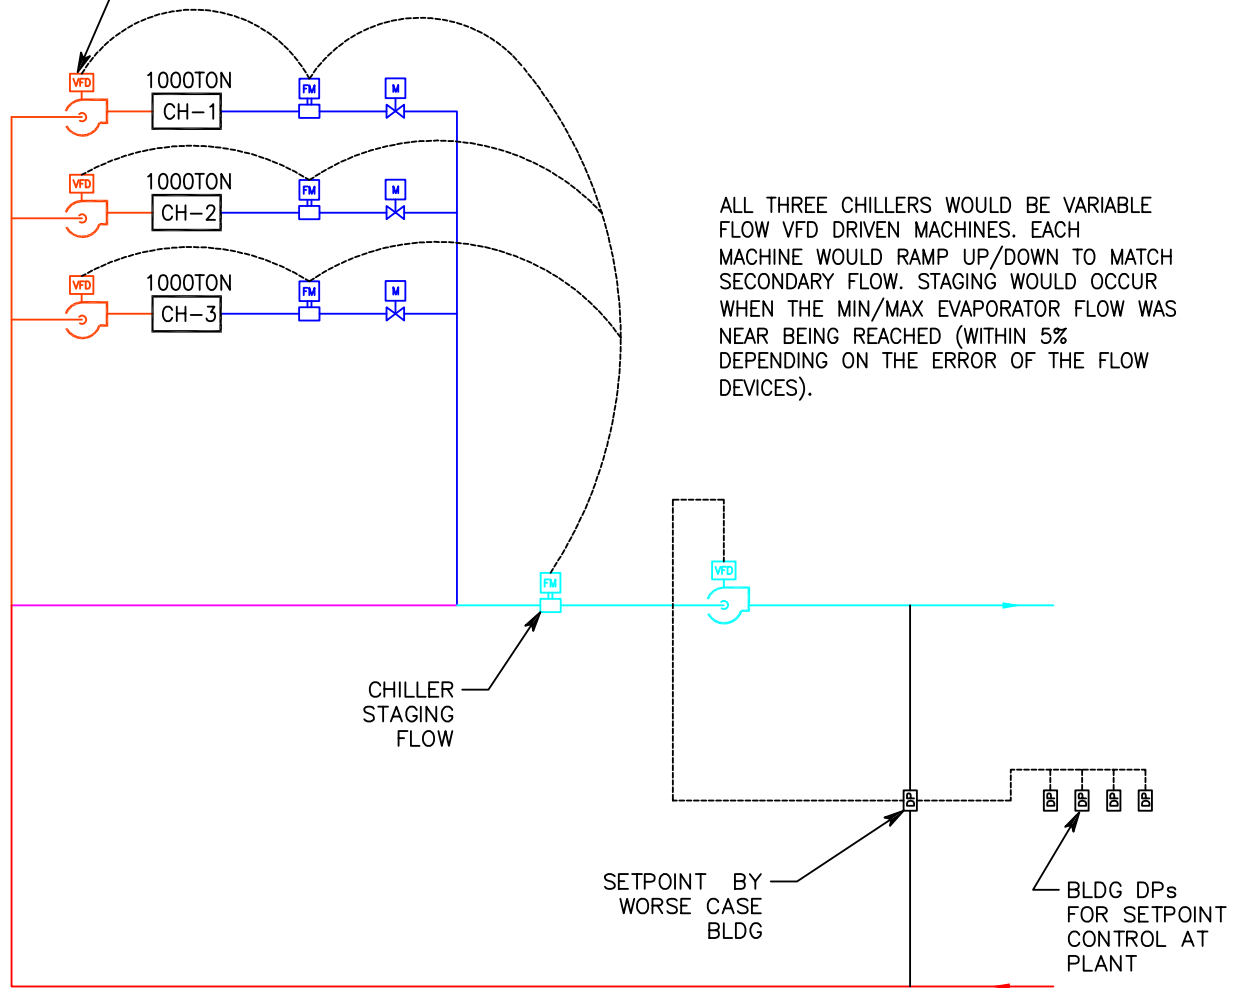 1000TON
VFD
FM
M
CH-1
1000TON
VFD
FM
M
CH-2
1000TON
VFD
FM
M
CH-3
ALL THREE CHILLERS WOULD BE VARIABLE
FLOW VFD DRIVEN MACHINES. EACH
MACHINE WOULD RAMP UP/DOWN TO MATCH
SECONDARY FLOW. STAGING WOULD OCCUR
WHEN THE MIN/MAX EVAPORATOR FLOW WAS
NEAR BEING REACHED (WITHIN 5%
DEPENDING ON THE ERROR OF THE FLOW
DEVICES).
FM
VFD
CHILLER
STAGING
FLOW
DP
DP
DP
DP
DP
SETPOINT BY
WORSE CASE
BLDG
BLDG DPs
FOR SETPOINT
CONTROL AT
PLANT